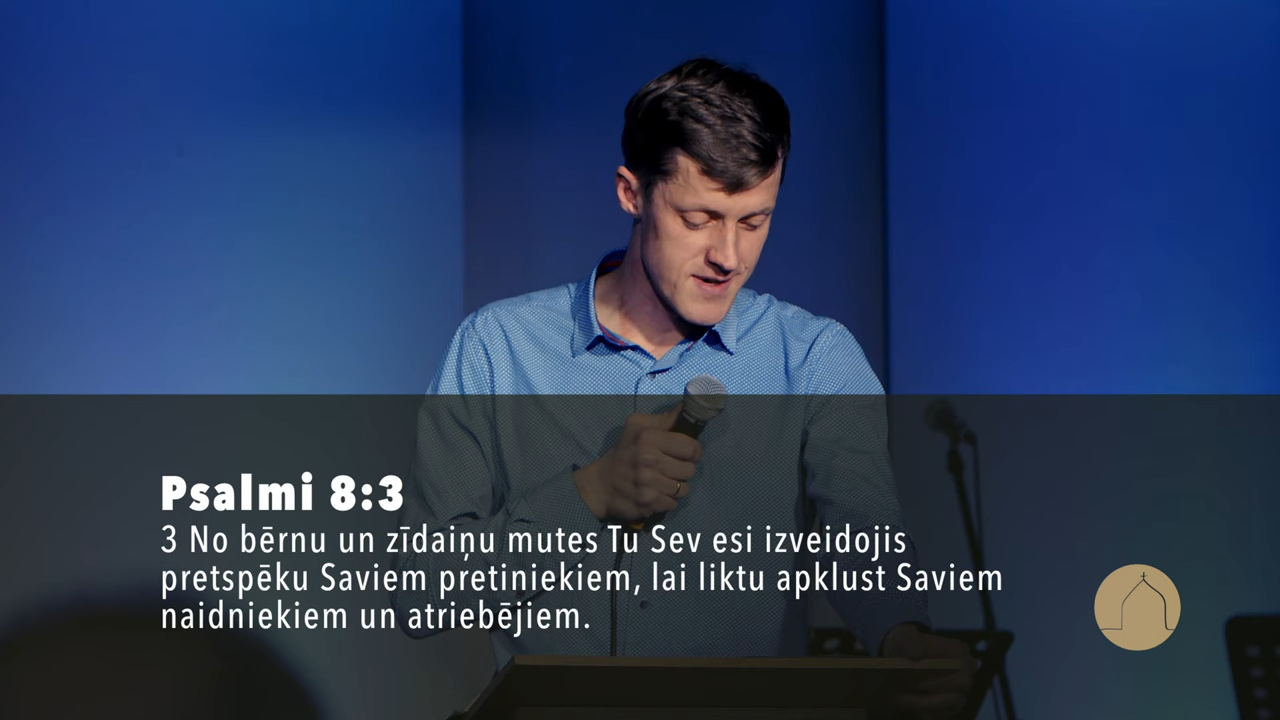 Psalmi 8:3
3 No bērnu un zīdaiņu mutes Tu Sev esi izveidojis
pretspēku Saviem pretiniekiem, lai liktu apklust Saviem
naidniekiem un atriebējiem.